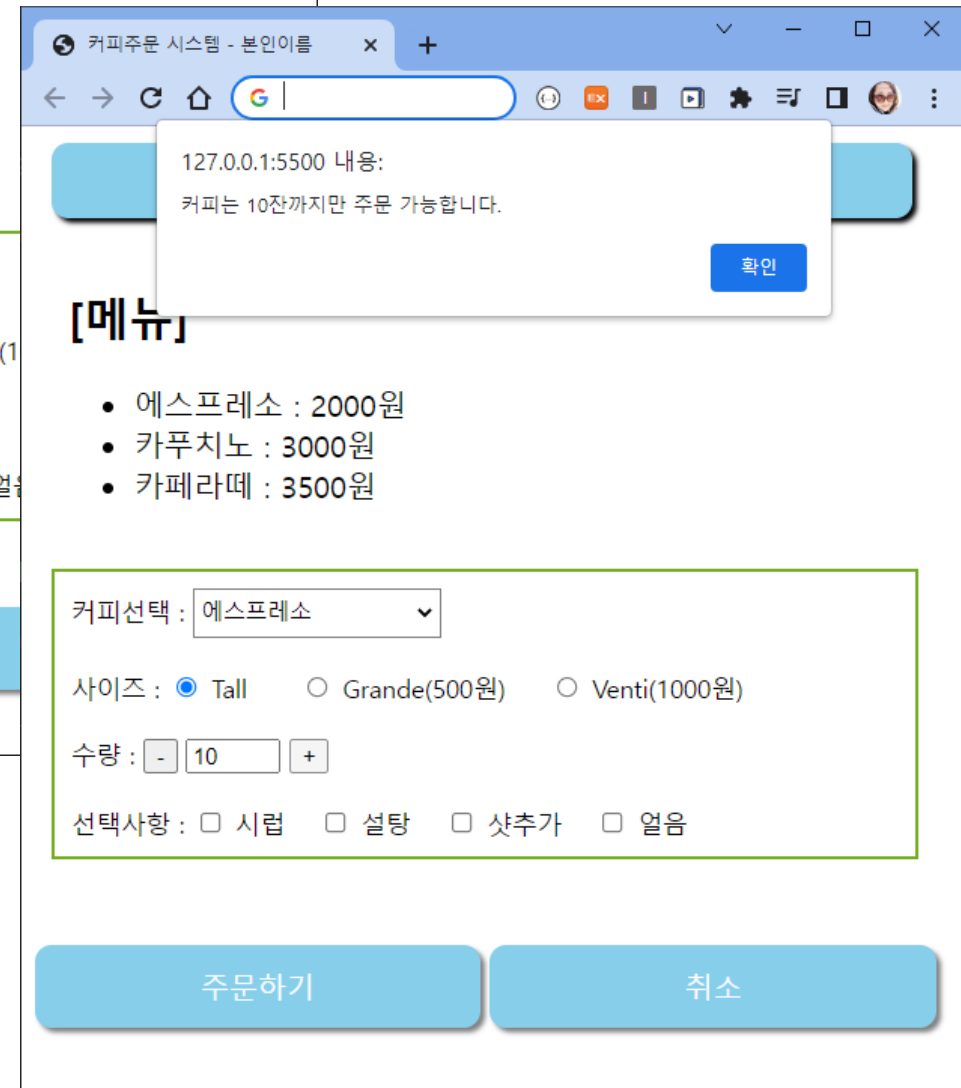 커피주문 시스템 - 본인이름
127.0.0.1:5500 내용:
커피는 10잔까지만 주문 가능합니다.
확인
[메뉴]
에스프레소 : 2000원
카푸치노 : 3000원
카페라떼 : 3500원
(1
커피선택 : 에스프레소
사이즈 : Tall Grande(500원) Venti(1000원)
수량 : - 10 +
선택사항 : 시럽 설탕 샷추가 얼음
주문하기 취소